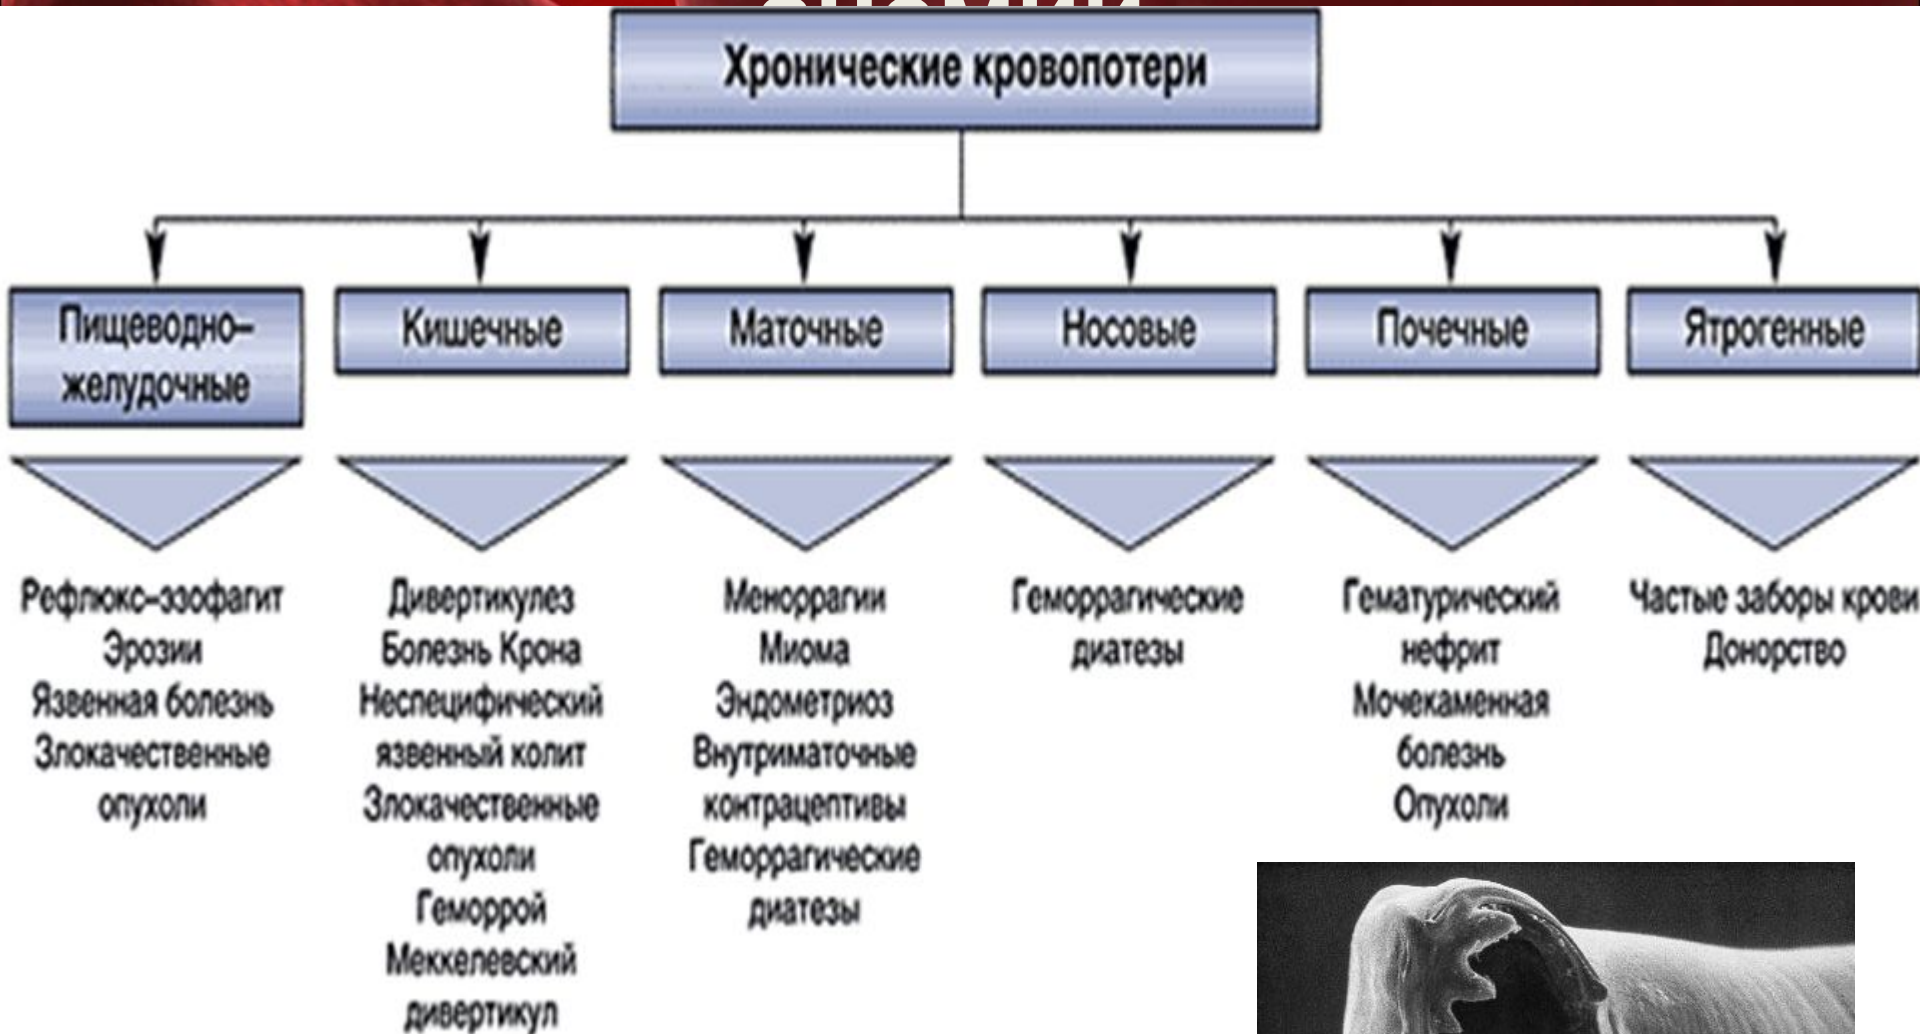 Хронические кровопотери
Пищеводно–
желудочные
Кишечные
Маточные
Носовые
Почечные
Ятрогенные
Рефлюкс–эзофагит
Эрозии
Язвенная болезнь
Злокачественные
опухоли
Дивертикулез
Болезнь Крона
Неспецифический
язвенный колит
Злокачественные
опухоли
Геморрой
Меккелевский
дивертикул
Меноррагии
Миома
Эндометриоз
Внутриматочные
контрацептивы
Геморрагические
диатезы
Геморрагические
диатезы
Гематурический
нефрит
Мочекаменная
болезнь
Опухоли
Частые заборы крови
Донорство